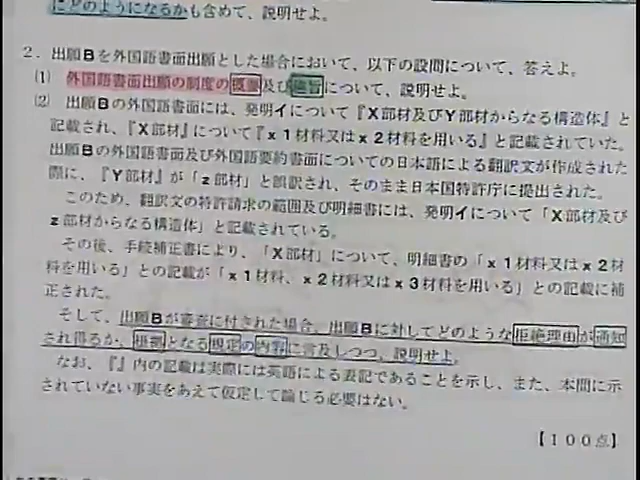 にどのようになるかも含めて、説明せよ。
2．出願Bを外国語書面出願とした場合において、以下の設問について、答えよ。
(1) 外国語書面出願の制度の概要及び趣旨について、説明せよ。
(2) 出願Bの外国語書面には、発明イについて『X部材及びY部材からなる構造体』と
記載され、『X部材』について『x1材料又はx2材料を用いる』と記載されていた。
出願Bの外国語書面及び外国語要約書面についての日本語による翻訳文が作成された
際に、『Y部材』が「z部材」と誤訳され、そのまま日本国特許庁に提出された。
このため、翻訳文の特許請求の範囲及び明細書には、発明イについて「X部材及び
z部材からなる構造体」と記載されている。
その後、手続補正書により、「X部材」について、明細書の「x1材料又はx2材
料を用いる」との記載が「x1材料、x2材料又はx3材料を用いる」との記載に補
正された。
そして、出願Bが審査に付された場合、出願Bに対してどのような拒絶理由が通知
され得るか、根拠となる規定の内容に言及しつつ、説明せよ。
なお、『』内の記載は実際には英語による表記であることを示し、また、本問に示
されていない事実をあえて仮定して論じる必要はない。
【100点】